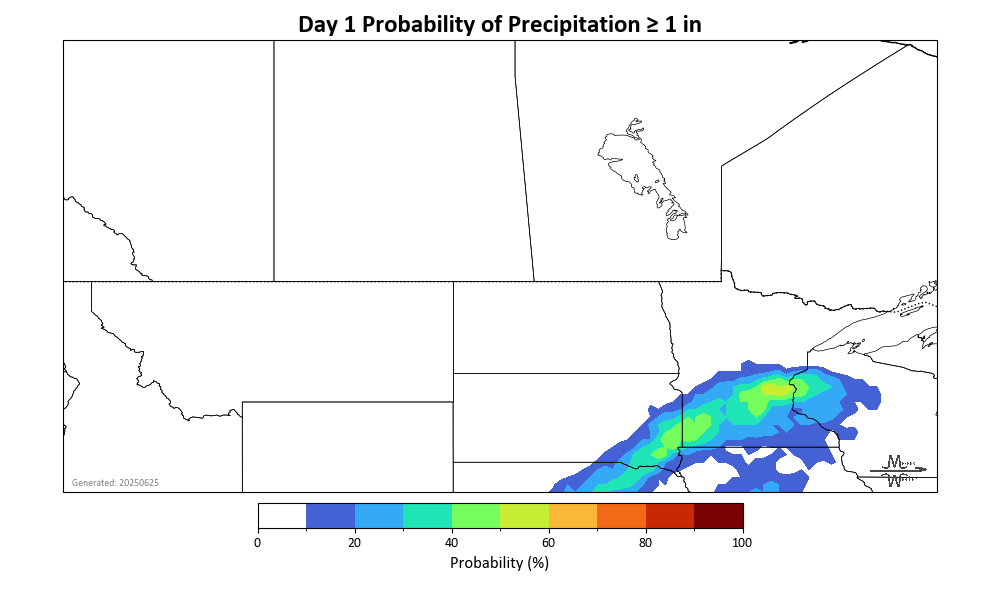 Day 1 Probability of Precipitation ≥ 1 in
Generated: 20250625
0 20 40 60 80 100
Probability (%)